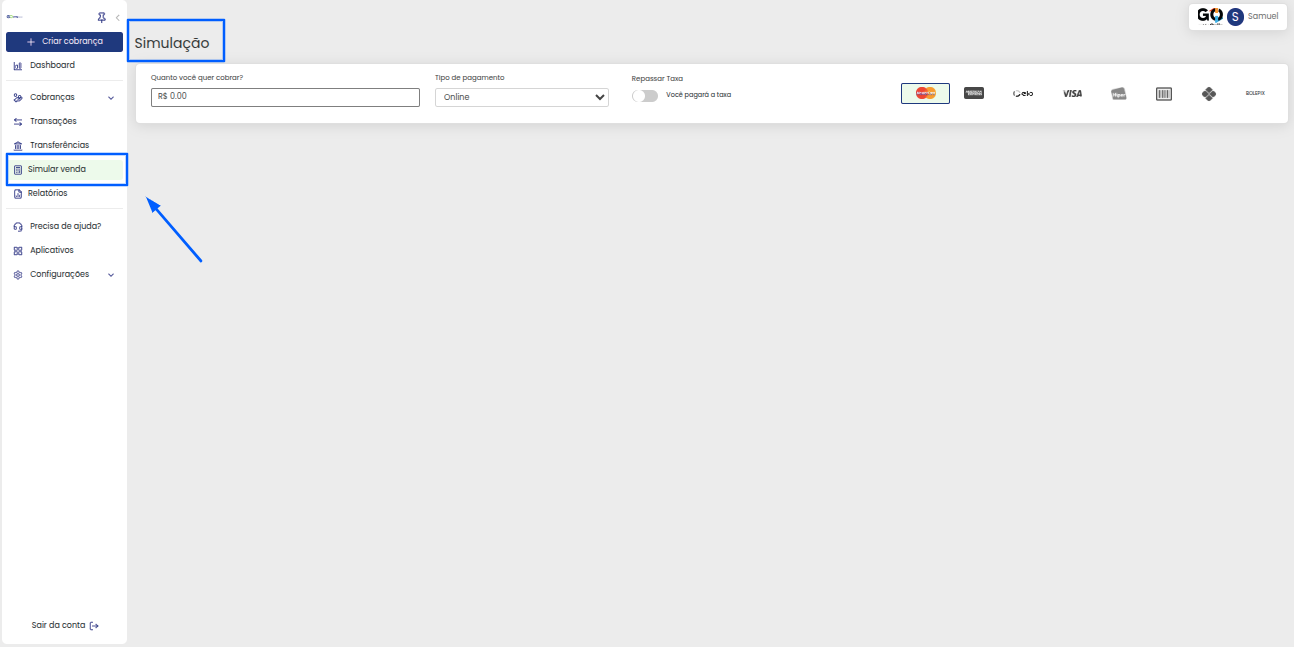 Criar cobrança
Dashboard
Cobranças
Transações
Transferências
Simular venda
Relatórios
Precisa de ajuda?
Aplicativos
Configurações
Sair da conta
Simulação
GO
S
Samuel
Quanto você quer cobrar?
R$ 0.00
Tipo de pagamento
Online
Repassar Taxa
Você pagará a taxa
elo
VISA
Hiper
BOLEPIX